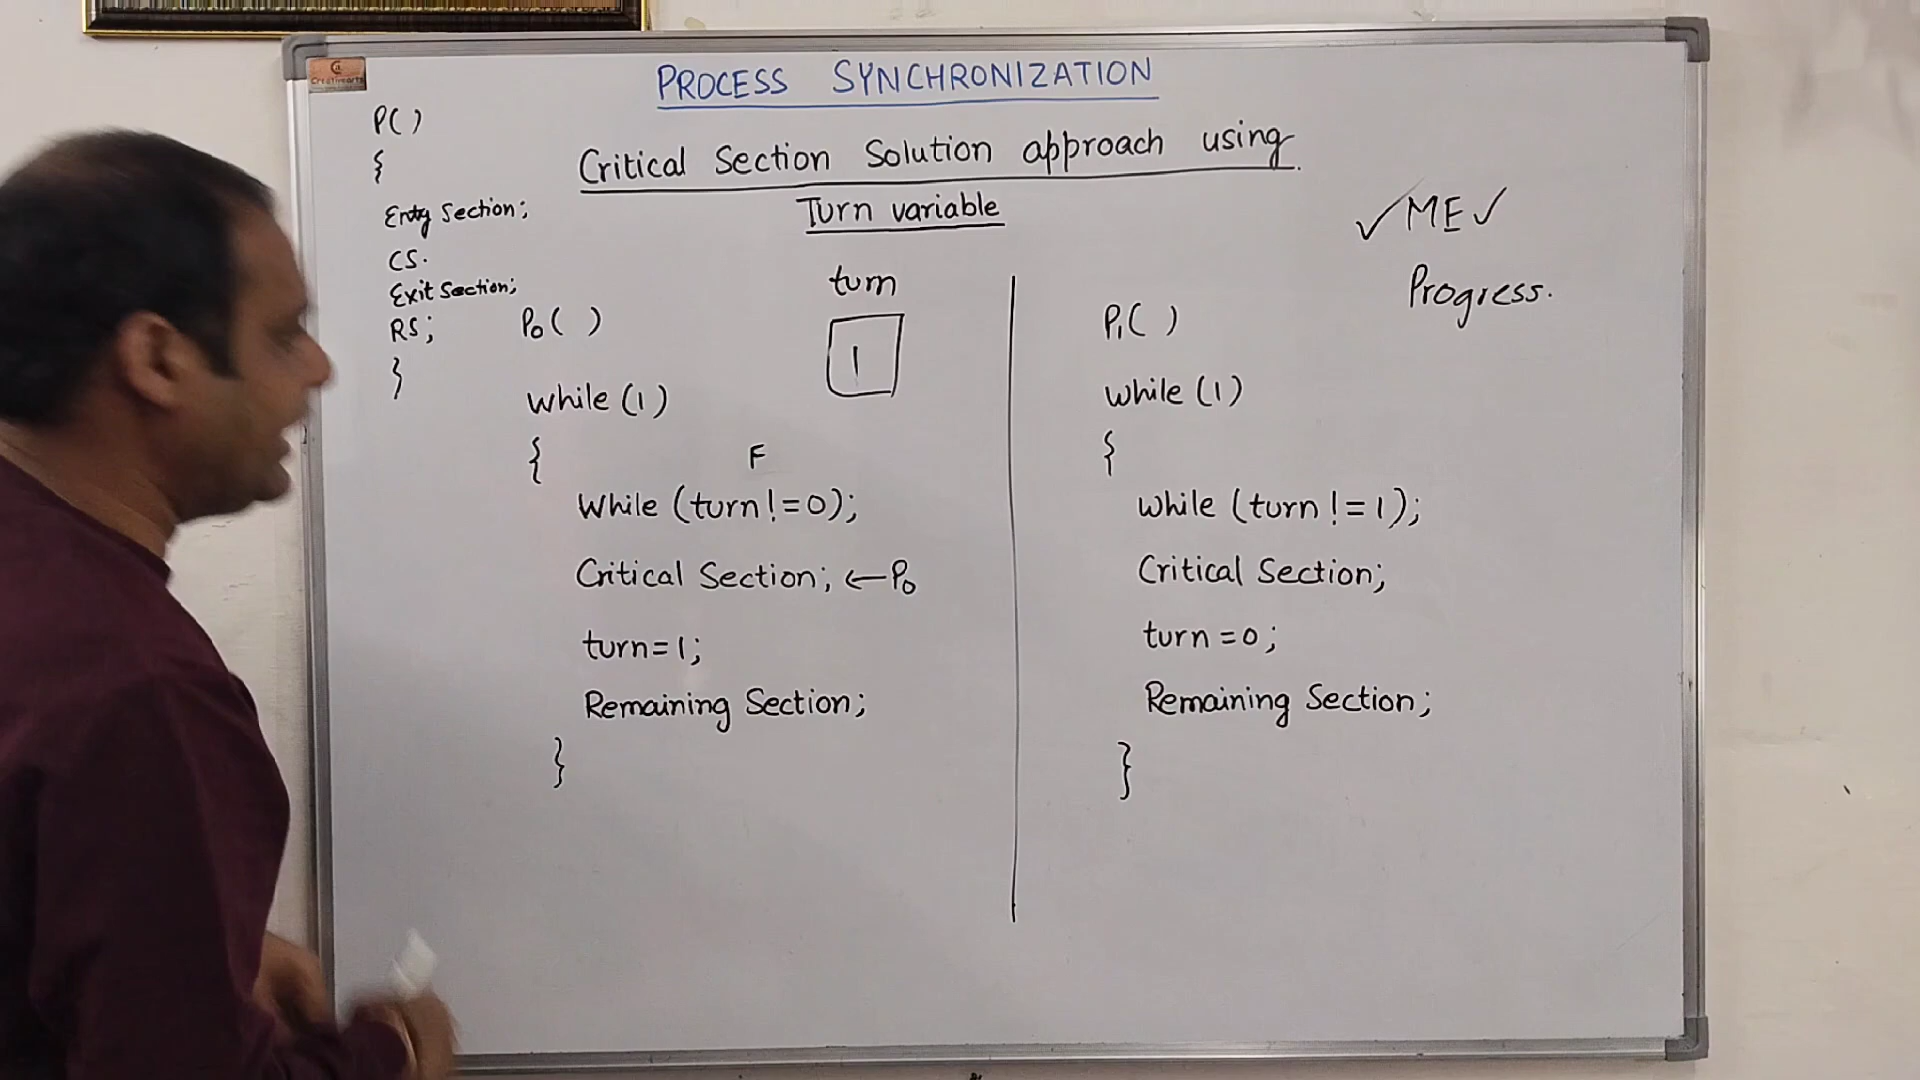 Creativearts
PROCESS SYNCHRONIZATION
Critical Section Solution approach using
Turn variable
P( )
{
Entry Section;
CS.
Exit Section;
RS;
}
✓ ME ✓
Progress.
turn
1
P0( )
while (1)
{
F
While (turn != 0);
Critical Section; ← P0
turn=1;
Remaining Section;
}
P1( )
while (1)
{
while (turn != 1);
Critical Section;
turn = 0;
Remaining Section;
}